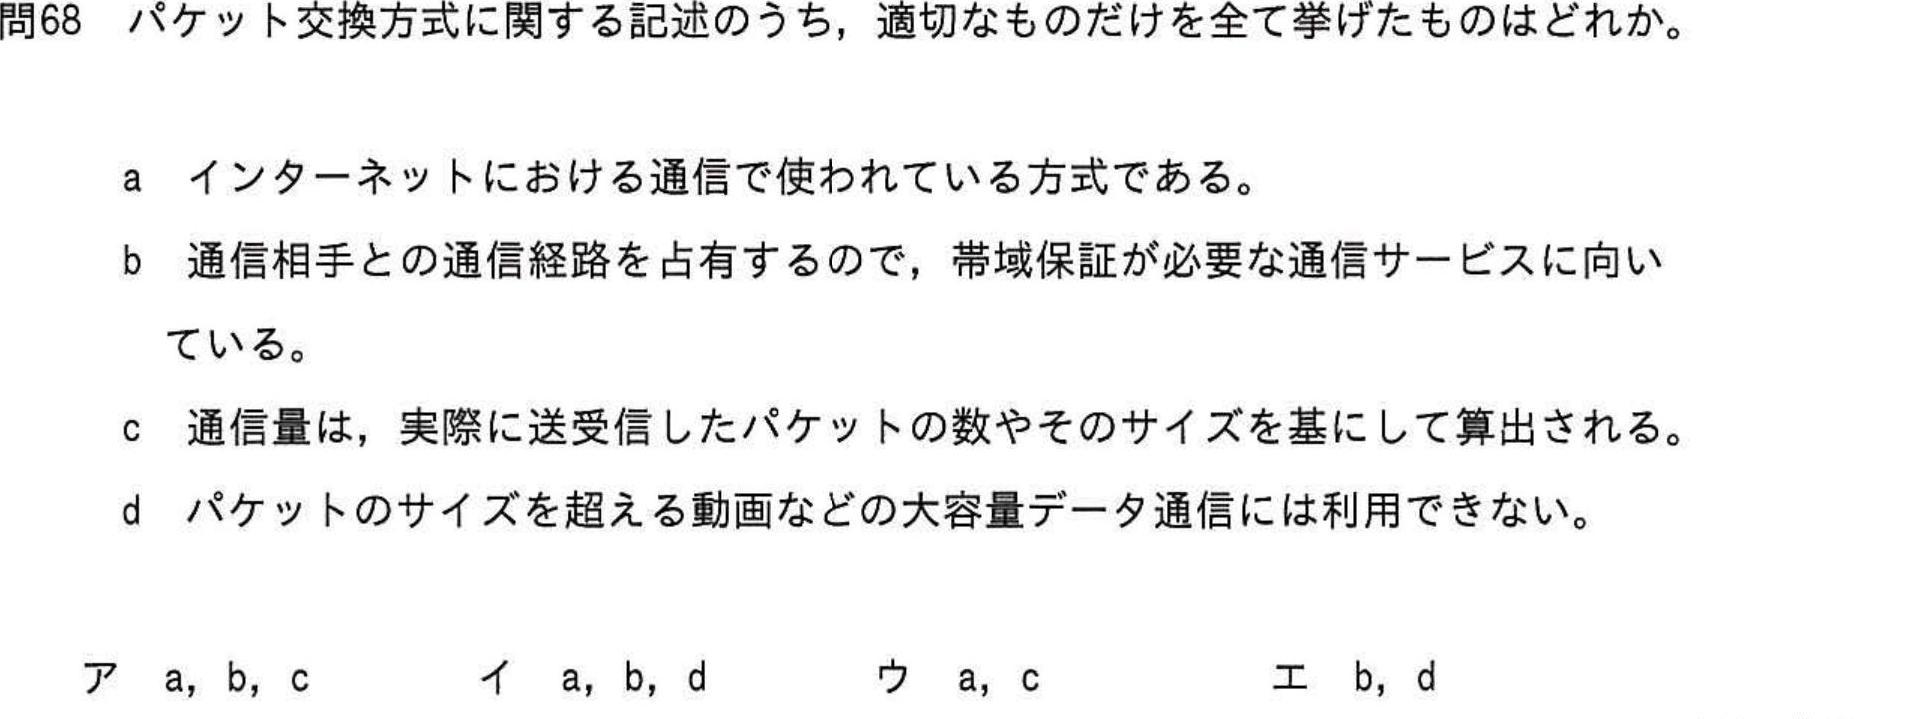 問68 パケット交換方式に関する記述のうち，適切なものだけを全て挙げたものはどれか。
a インターネットにおける通信で使われている方式である。
b 通信相手との通信経路を占有するので，帯域保証が必要な通信サービスに向い
ている。
c 通信量は，実際に送受信したパケットの数やそのサイズを基にして算出される。
d パケットのサイズを超える動画などの大容量データ通信には利用できない。
ア a, b, c イ a, b, d ウ a, c エ b, d